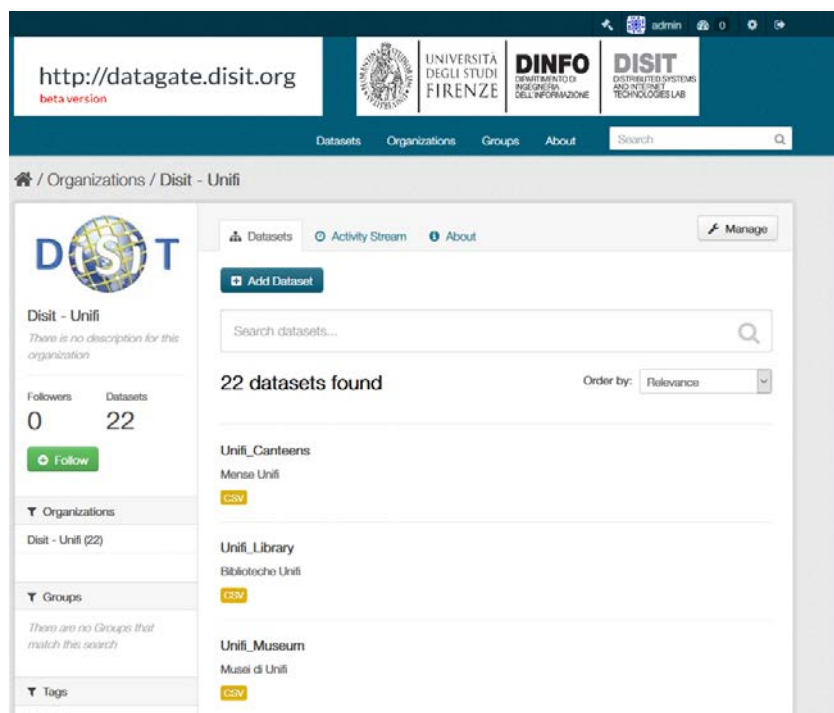 admin 0
http://datagate.disit.org
beta version
UNIVERSITÀ
DEGLI STUDI
FIRENZE
DINFO
DIPARTIMENTO DI
INGEGNERIA
DELL'INFORMAZIONE
DISIT
DISTRIBUTED SYSTEMS
AND INTERNET
TECHNOLOGIES LAB
Datasets Organizations Groups About Search
/ Organizations / Disit - Unifi
DISIT
Disit - Unifi
There is no description for this
organization
Followers Datasets
0 22
Follow
Organizations
Disit - Unifi (22)
Groups
There are no Groups that
match this search
Tags
Datasets Activity Stream About Manage
Add Dataset
Search datasets...
22 datasets found Order by: Relevance
Unifi_Canteens
Mense Unifi
CSV
Unifi_Library
Biblioteche Unifi
CSV
Unifi_Museum
Musei di Unifi
CSV